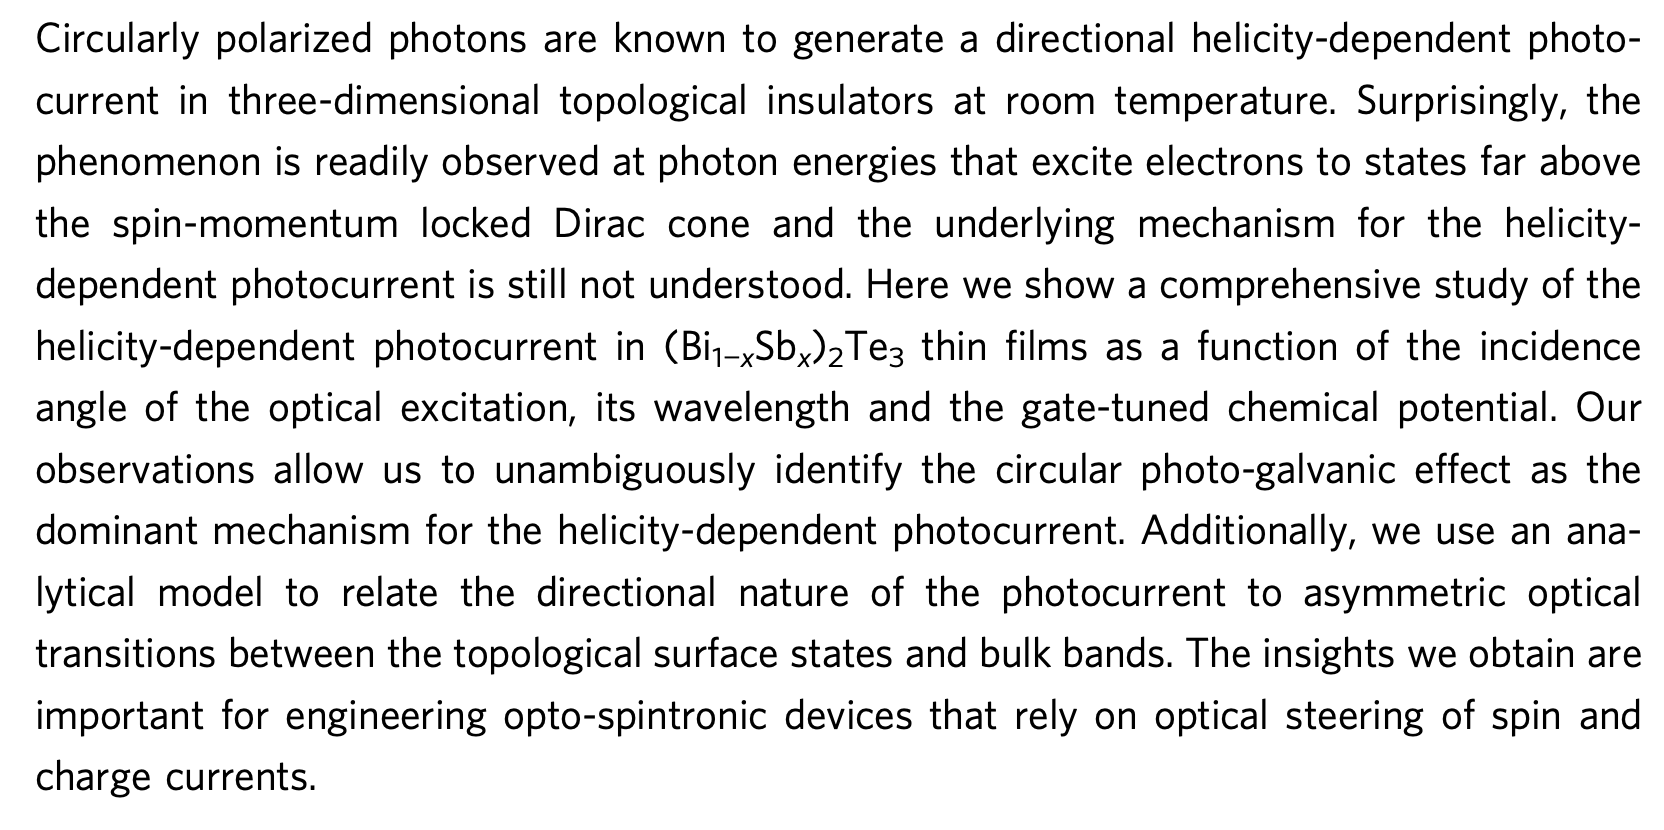 Circularly polarized photons are known to generate a directional helicity-dependent photo-
current in three-dimensional topological insulators at room temperature. Surprisingly, the
phenomenon is readily observed at photon energies that excite electrons to states far above
the spin-momentum locked Dirac cone and the underlying mechanism for the helicity-
dependent photocurrent is still not understood. Here we show a comprehensive study of the
helicity-dependent photocurrent in (Bi₁₋ₓSbₓ)₂Te₃ thin films as a function of the incidence
angle of the optical excitation, its wavelength and the gate-tuned chemical potential. Our
observations allow us to unambiguously identify the circular photo-galvanic effect as the
dominant mechanism for the helicity-dependent photocurrent. Additionally, we use an ana-
lytical model to relate the directional nature of the photocurrent to asymmetric optical
transitions between the topological surface states and bulk bands. The insights we obtain are
important for engineering opto-spintronic devices that rely on optical steering of spin and
charge currents.